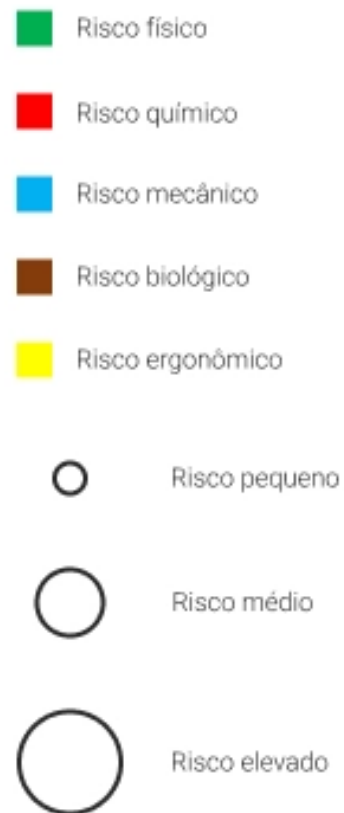 Risco físico
Risco químico
Risco mecânico
Risco biológico
Risco ergonômico
Risco pequeno
Risco médio
Risco elevado